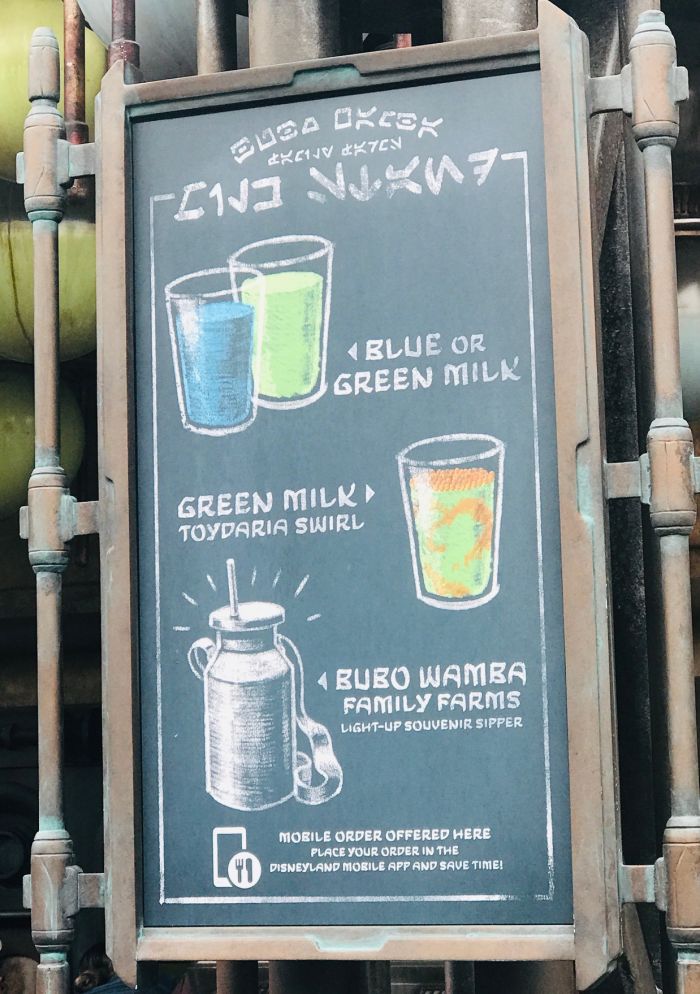 ◂ BLUE OR
GREEN MILK
GREEN MILK ▸
TOYDARIA SWIRL
◂ BUBO WAMBA
FAMILY FARMS
LIGHT-UP SOUVENIR SIPPER
MOBILE ORDER OFFERED HERE
PLACE YOUR ORDER IN THE
DISNEYLAND MOBILE APP AND SAVE TIME!